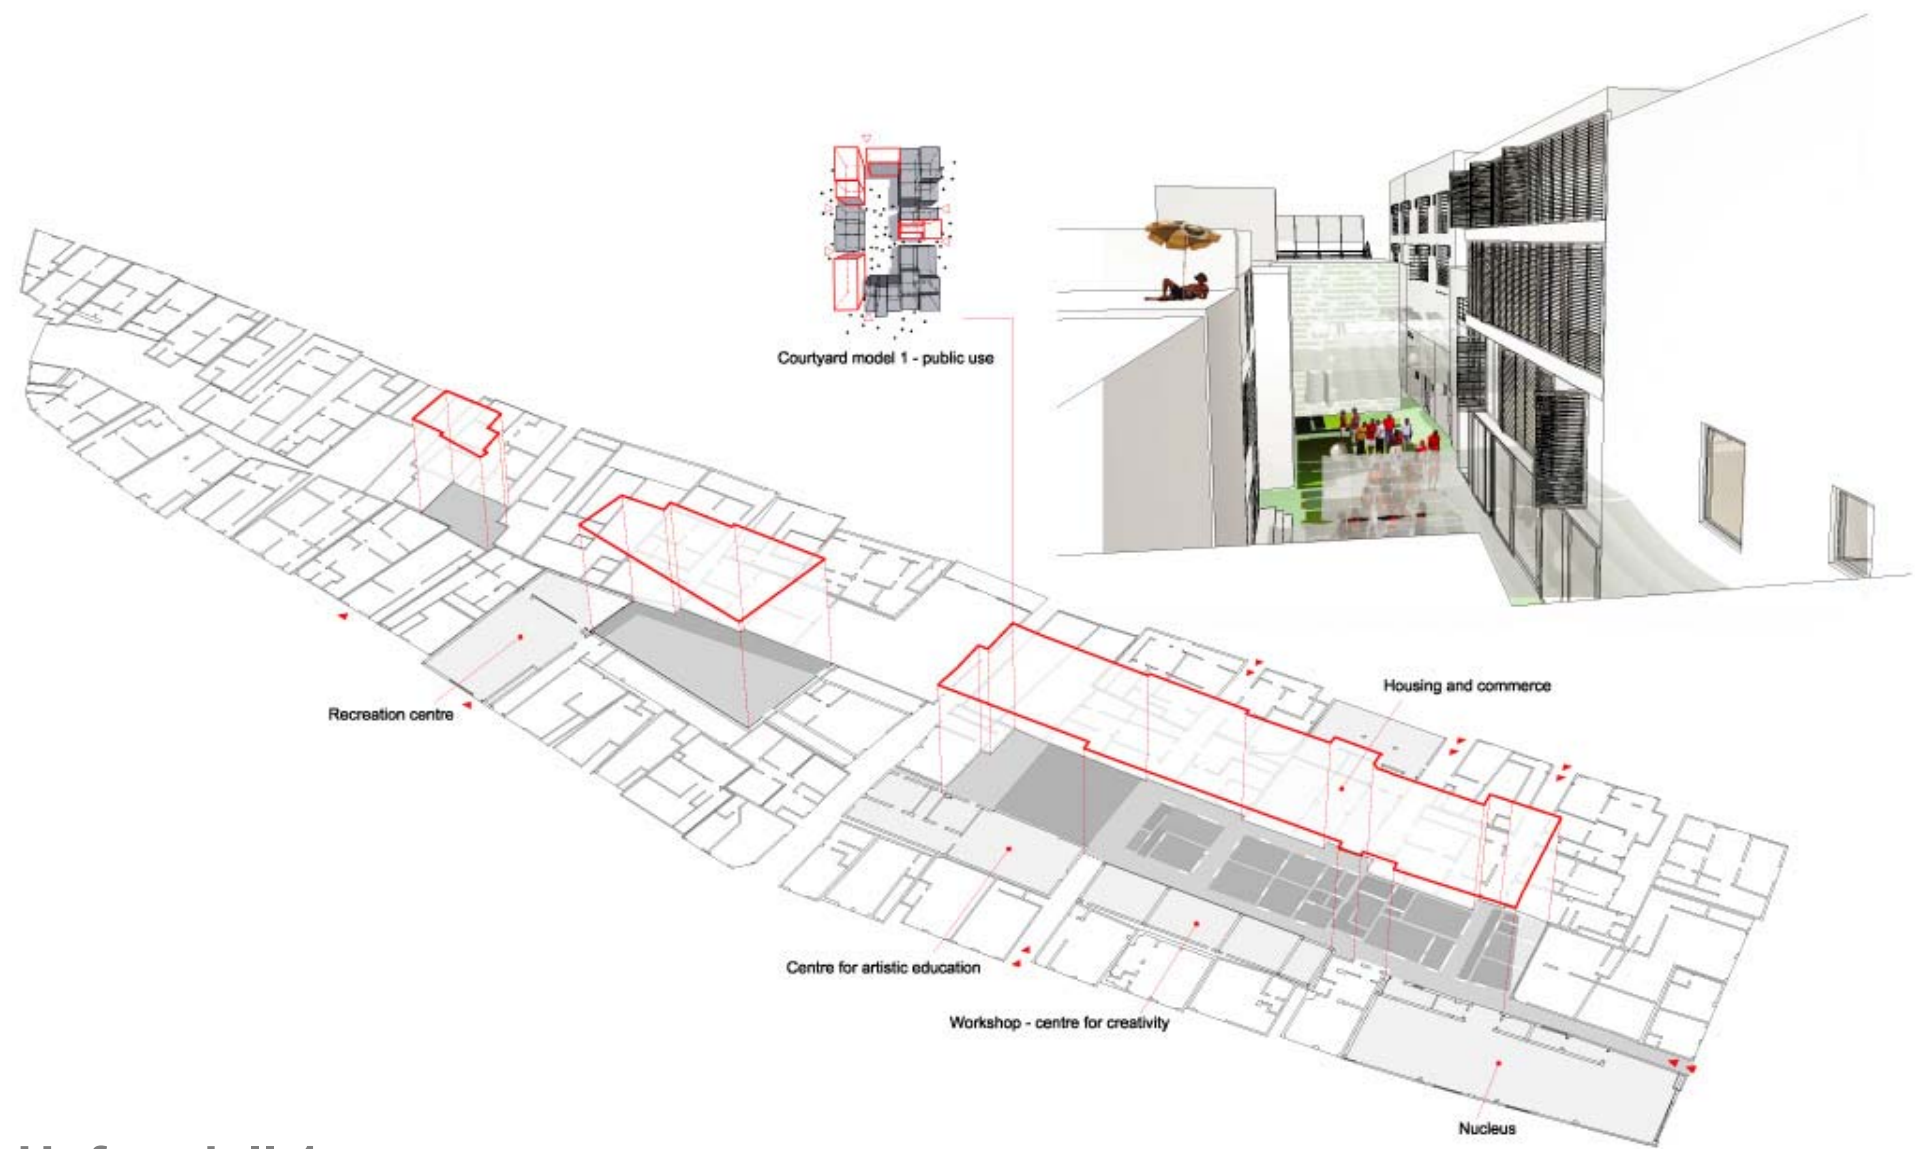 Courtyard model 1 - public use
Housing and commerce
Recreation centre
Centre for artistic education
Workshop - centre for creativity
Nucleus